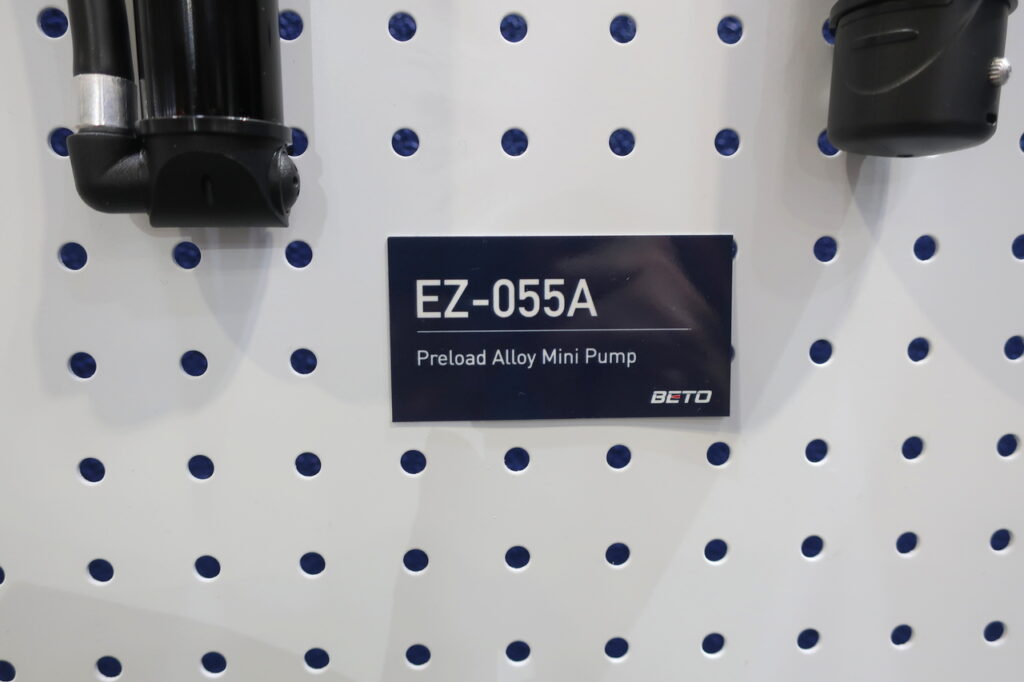 EZ-055A
Preload Alloy Mini Pump
BETO